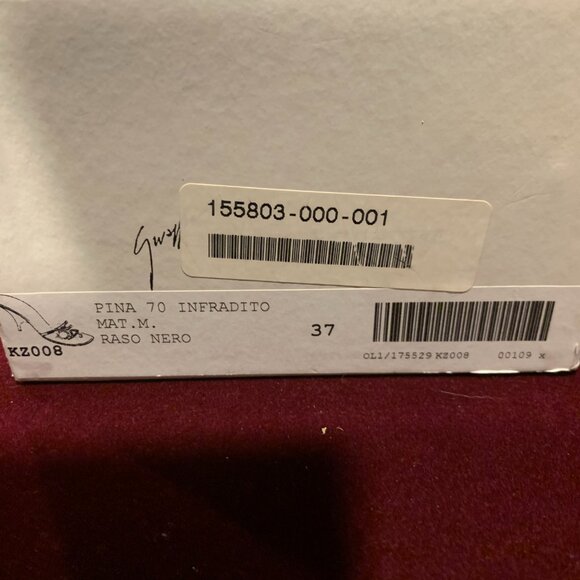 155803-000-001
PINA 70 INFRADITO
MAT.M.
RASO NERO
37
KZ008
OL1/175529 KZ008 00109 x